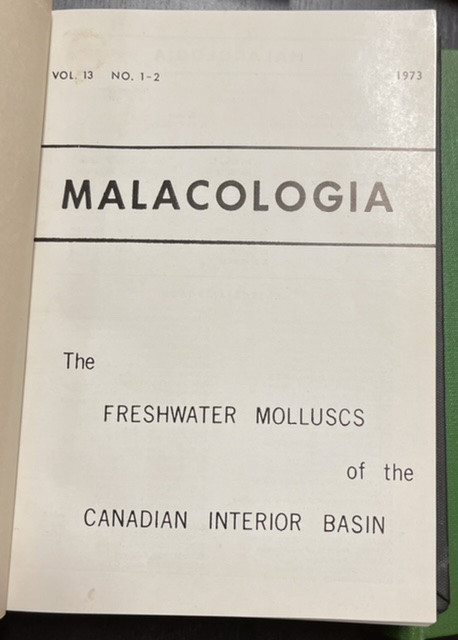 VOL. 13 NO. 1-2 1973
MALACOLOGIA
The
FRESHWATER MOLLUSCS
of the
CANADIAN INTERIOR BASIN